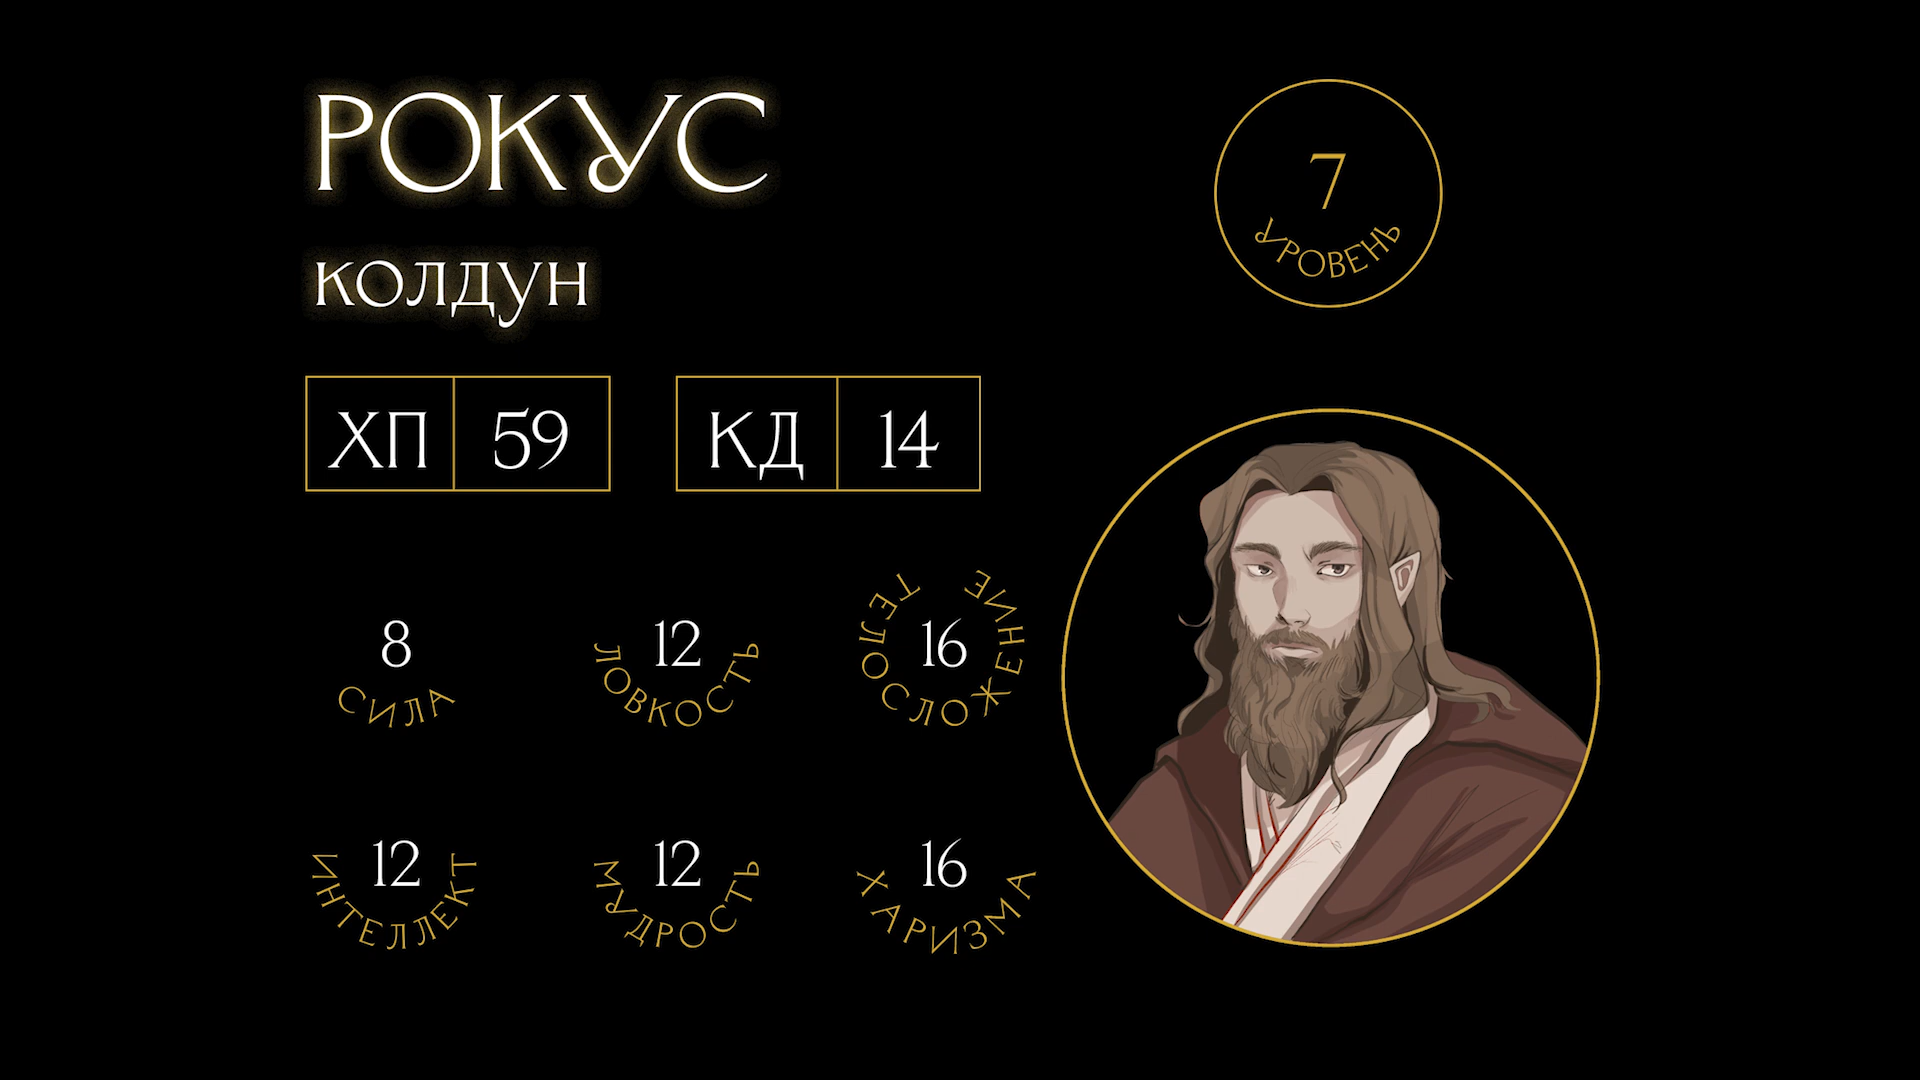 РОКУС
колдун
7
УРОВЕНЬ
ХП 59
КД 14
8
СИЛА
12
ЛОВКОСТЬ
16
ТЕЛОСЛОЖЕНИЕ
12
ИНТЕЛЛЕКТ
12
МУДРОСТЬ
16
ХАРИЗМА